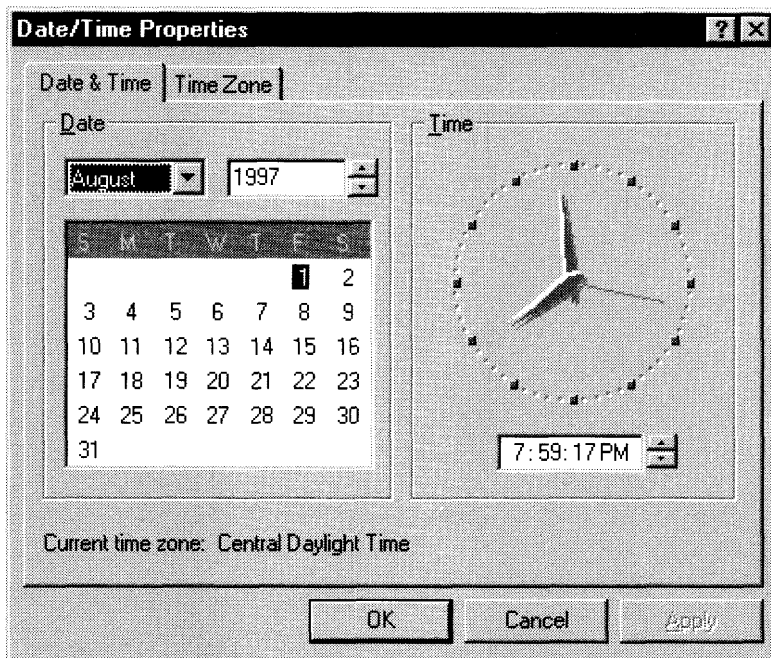 Date/Time Properties
Date & Time
Time Zone
Date
August
1997
S M T W T F S
1 2
3 4 5 6 7 8 9
10 11 12 13 14 15 16
17 18 19 20 21 22 23
24 25 26 27 28 29 30
31
Time
7:59:17 PM
Current time zone: Central Daylight Time
OK
Cancel
Apply